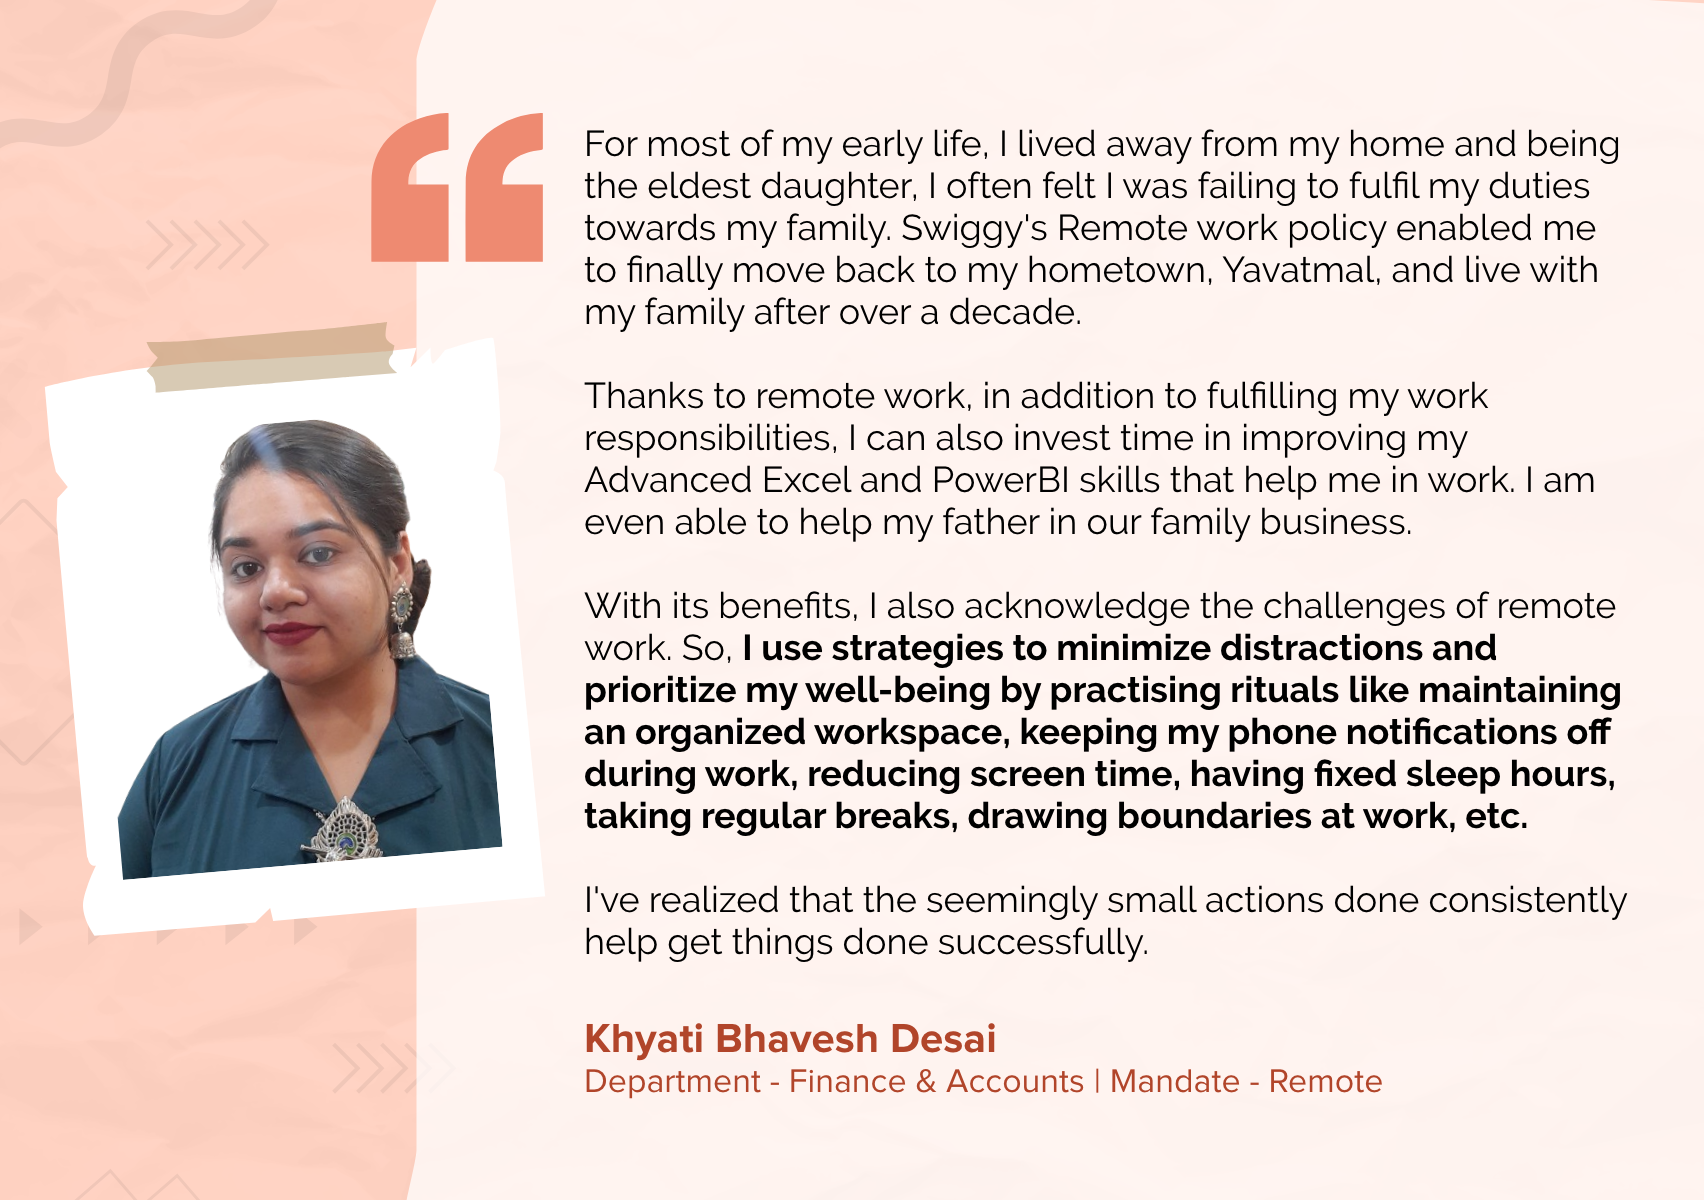 “
For most of my early life, I lived away from my home and being
the eldest daughter, I often felt I was failing to fulfil my duties
towards my family. Swiggy's Remote work policy enabled me
to finally move back to my hometown, Yavatmal, and live with
my family after over a decade.
Thanks to remote work, in addition to fulfilling my work
responsibilities, I can also invest time in improving my
Advanced Excel and PowerBI skills that help me in work. I am
even able to help my father in our family business.
With its benefits, I also acknowledge the challenges of remote
work. So, I use strategies to minimize distractions and
prioritize my well-being by practising rituals like maintaining
an organized workspace, keeping my phone notifications off
during work, reducing screen time, having fixed sleep hours,
taking regular breaks, drawing boundaries at work, etc.
I've realized that the seemingly small actions done consistently
help get things done successfully.
Khyati Bhavesh Desai
Department - Finance & Accounts | Mandate - Remote